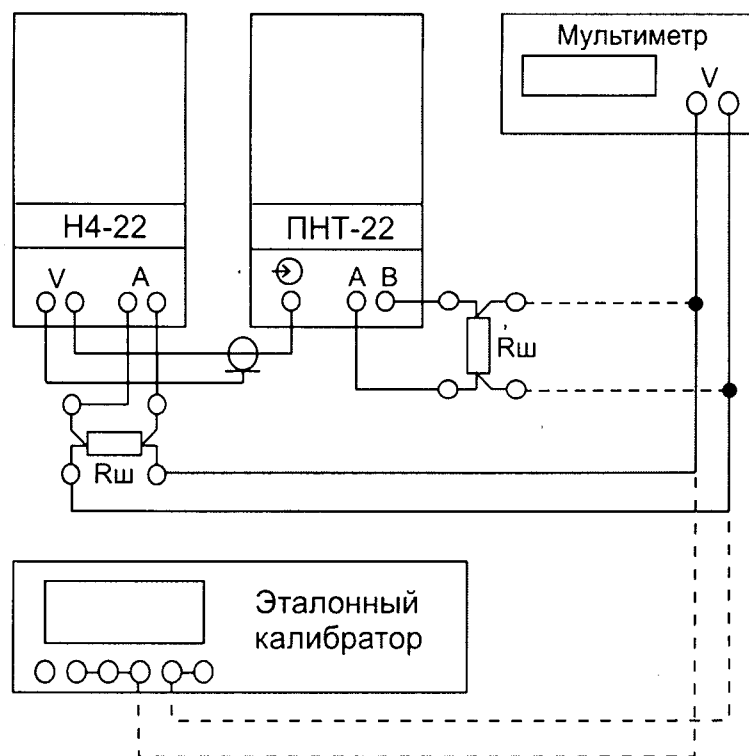 Мультиметр
V
Н4-22
ПНТ-22
V A
А В
Rш
Rш
Эталонный
калибратор